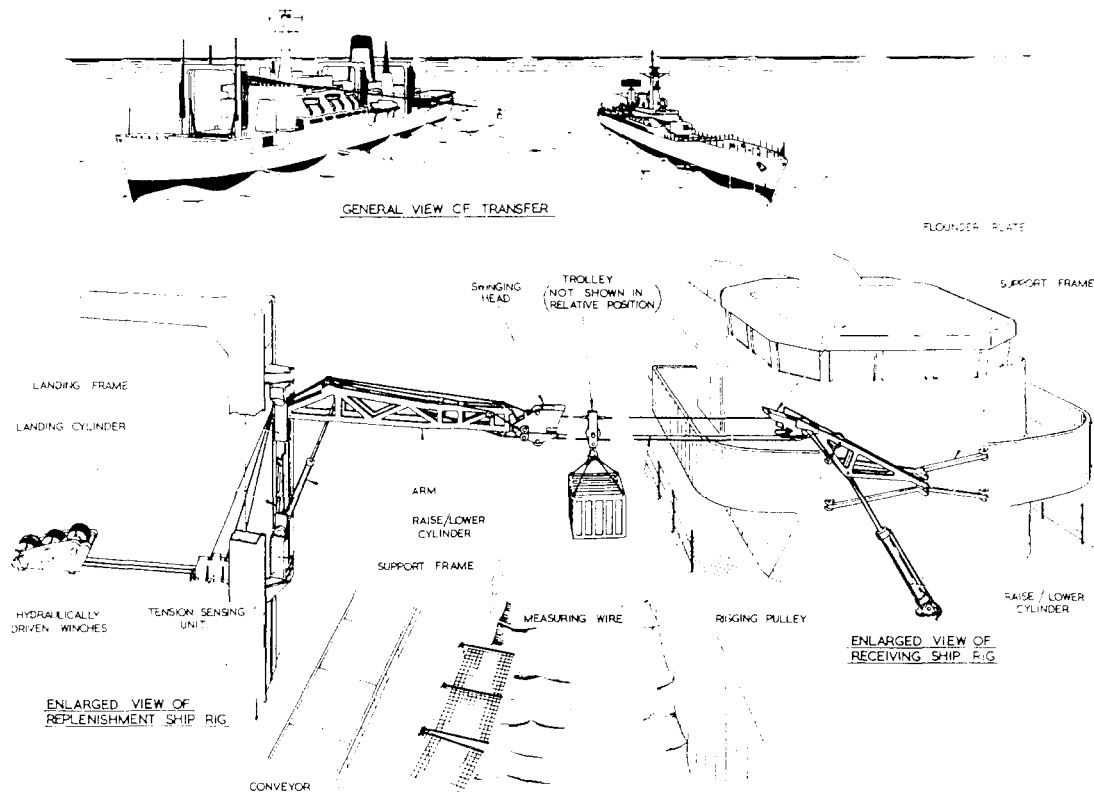 GENERAL VIEW OF TRANSFER
FLOUNDER PLATE
SWINGING
HEAD
TROLLEY
(NOT SHOWN IN
RELATIVE POSITION)
SUPPORT FRAME
LANDING FRAME
LANDING CYLINDER
ARM
RAISE/LOWER
CYLINDER
SUPPORT FRAME
HYDRAULICALLY
DRIVEN WINCHES
TENSION SENSING
UNIT
MEASURING WIRE
RIGGING PULLEY
RAISE / LOWER
CYLINDER
ENLARGED VIEW OF
RECEIVING SHIP RIG
ENLARGED VIEW OF
REPLENISHMENT SHIP RIG
CONVEYOR